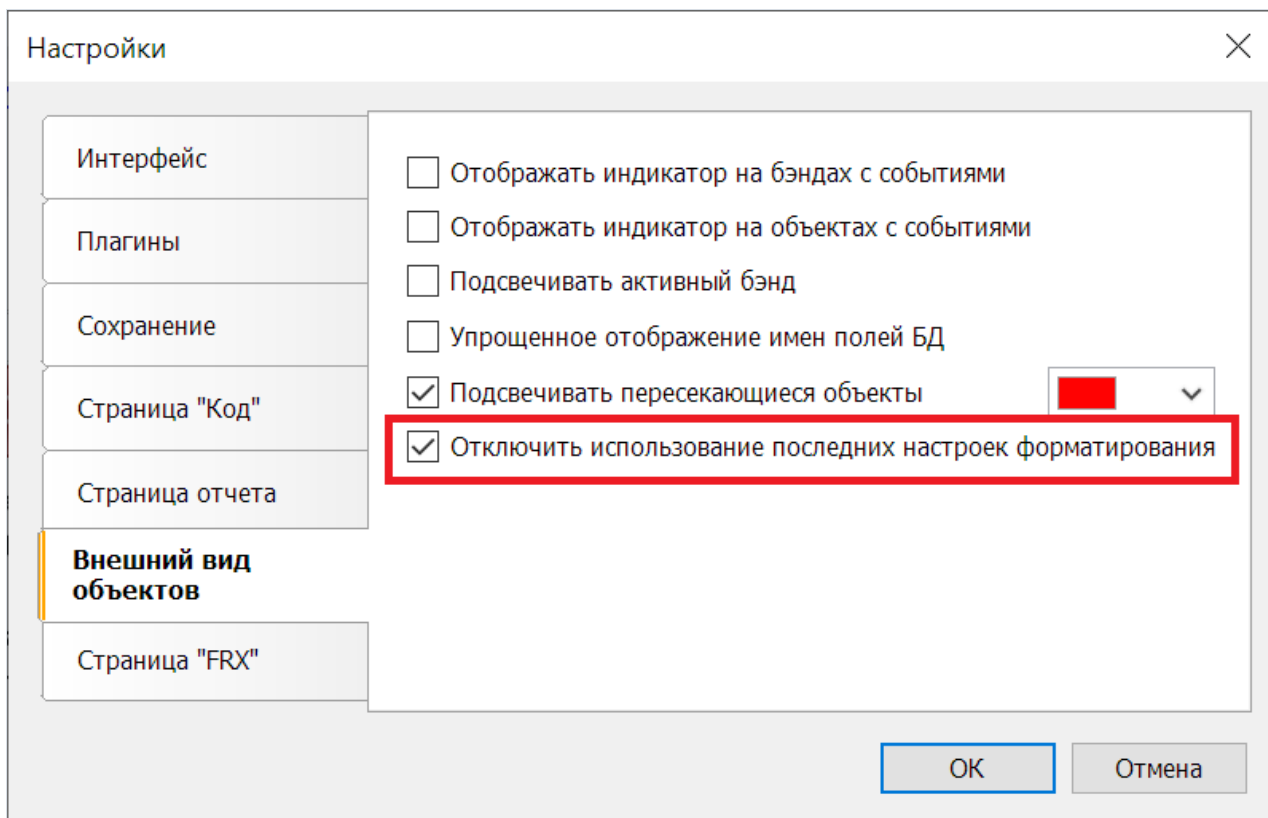 Настройки
Интерфейс
Плагины
Сохранение
Страница "Код"
Страница отчета
Внешний вид
объектов
Страница "FRX"
Отображать индикатор на бэндах с событиями
Отображать индикатор на объектах с событиями
Подсвечивать активный бэнд
Упрощенное отображение имен полей БД
Подсвечивать пересекающиеся объекты
Отключить использование последних настроек форматирования
ОК
Отмена